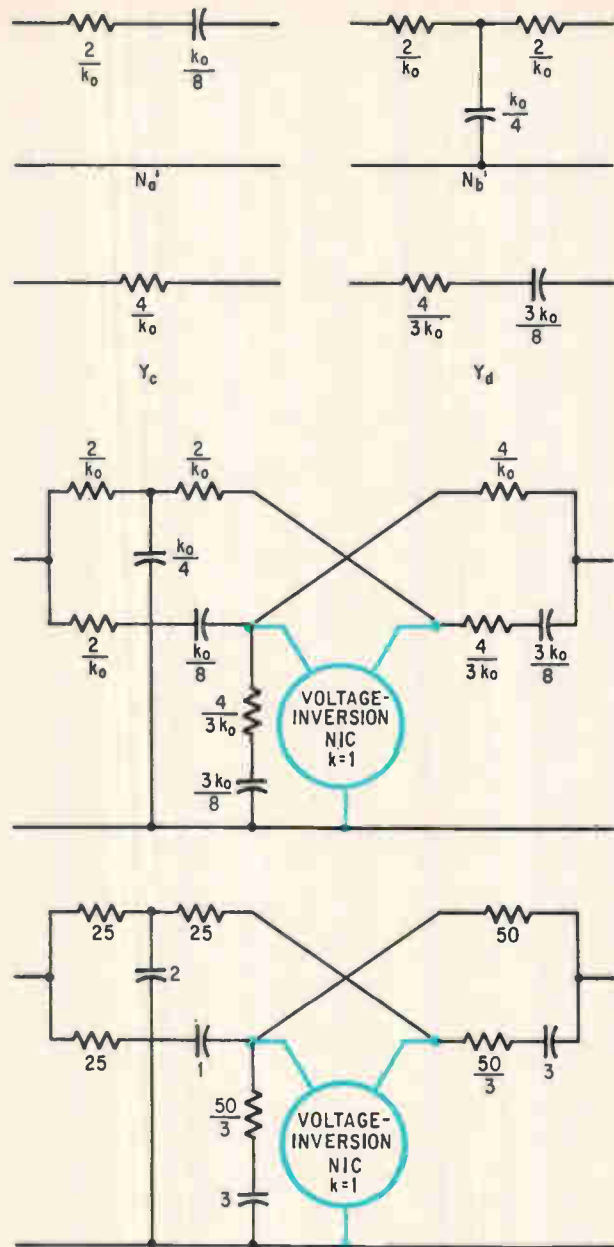 2/k₀ k₀/8 2/k₀ 2/k₀
k₀/4
Nₐ' N_b'
4/k₀ 4/3k₀ 3k₀/8
Y_c Y_d
2/k₀ 2/k₀ 4/k₀
k₀/4
2/k₀ k₀/8 4/3k₀ 3k₀/8
4/3k₀
3k₀/8
VOLTAGE-
INVERSION
NIC
k=1
25 25 50
2
25 1 50/3 3
50/3
3
VOLTAGE-
INVERSION
NIC
k=1